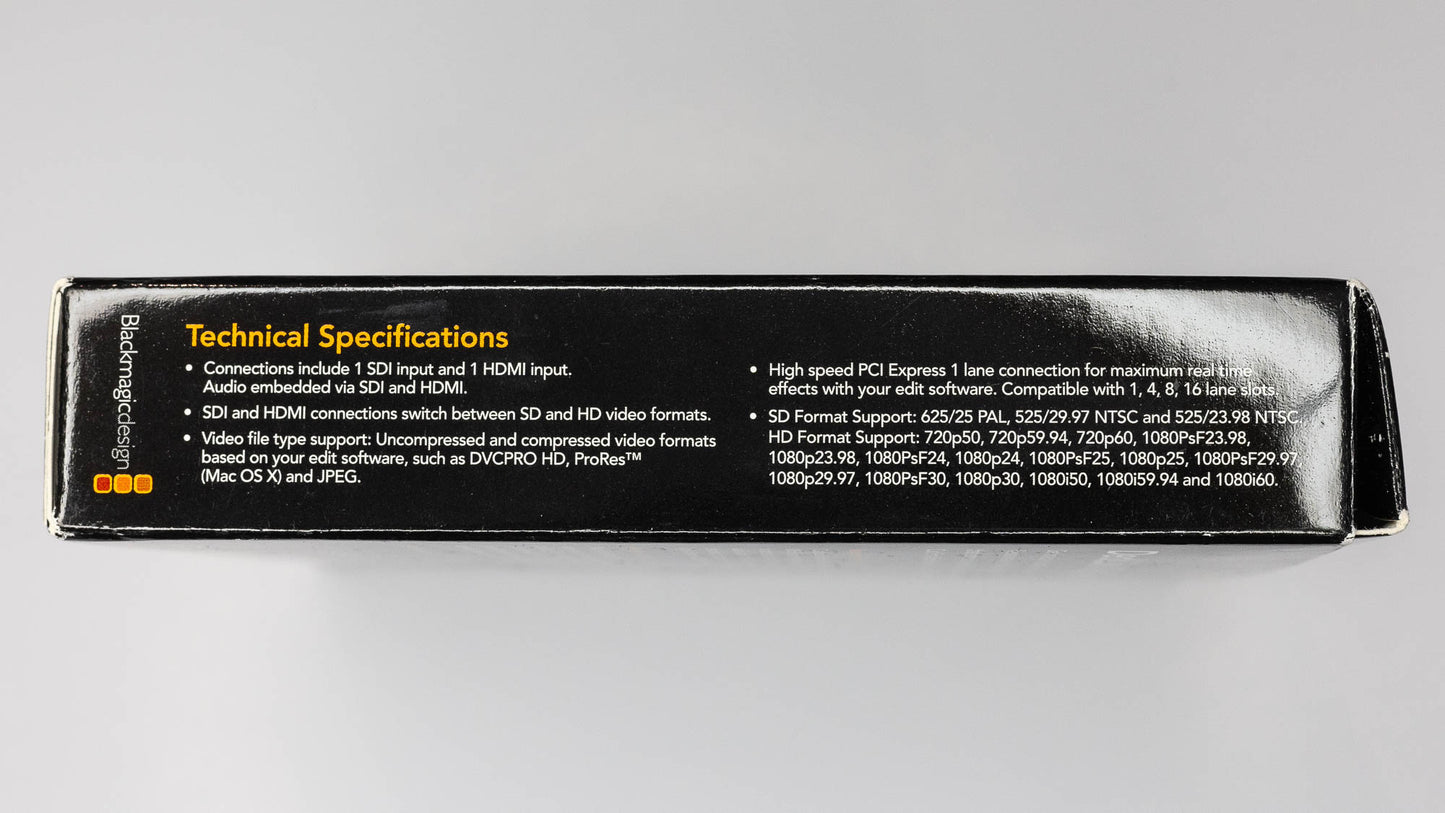 Blackmagicdesign
Technical Specifications
• Connections include 1 SDI input and 1 HDMI input.
Audio embedded via SDI and HDMI.
• SDI and HDMI connections switch between SD and HD video formats.
• Video file type support: Uncompressed and compressed video formats
based on your edit software, such as DVCPRO HD, ProRes™
(Mac OS X) and JPEG.
• High speed PCI Express 1 lane connection for maximum real time
effects with your edit software. Compatible with 1, 4, 8, 16 lane slots.
• SD Format Support: 625/25 PAL, 525/29.97 NTSC and 525/23.98 NTSC.
HD Format Support: 720p50, 720p59.94, 720p60, 1080PsF23.98,
1080p23.98, 1080PsF24, 1080p24, 1080PsF25, 1080p25, 1080PsF29.97,
1080p29.97, 1080PsF30, 1080p30, 1080i50, 1080i59.94 and 1080i60.